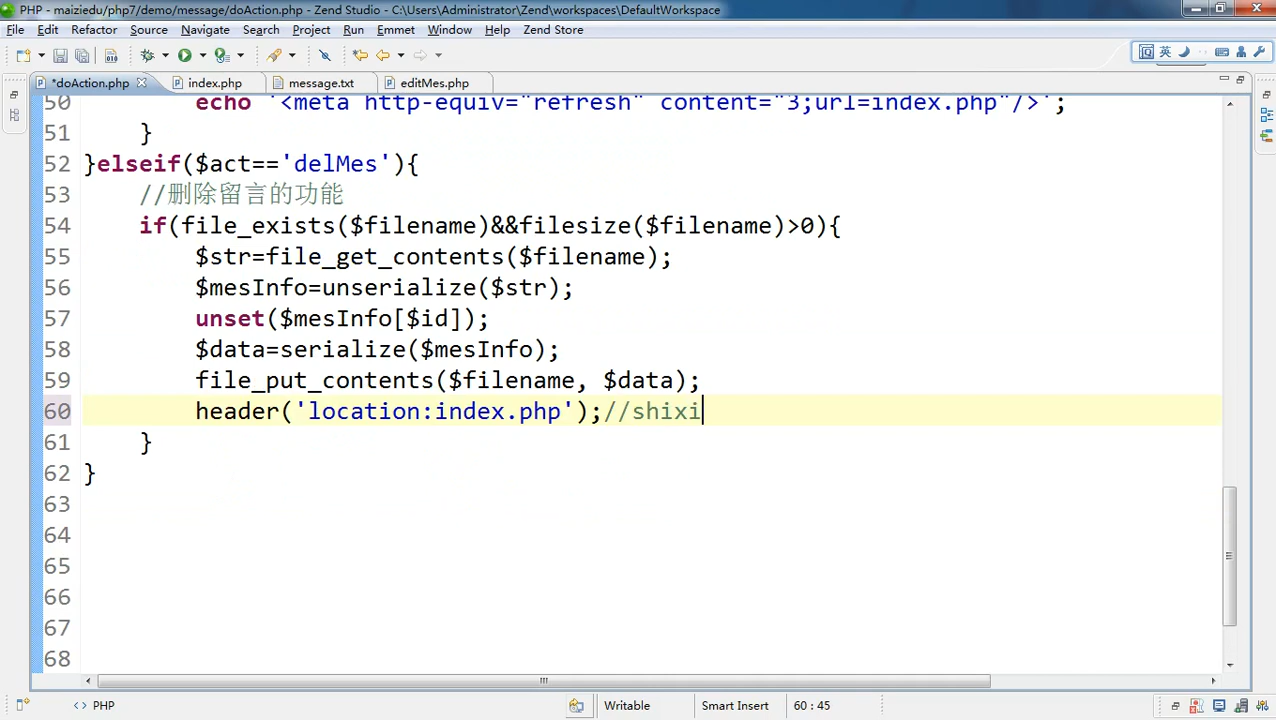 PHP - maiziedu/php7/demo/message/doAction.php - Zend Studio - C:\Users\Administrator\Zend\workspaces\DefaultWorkspace
File Edit Refactor Source Navigate Search Project Run Emmet Window Help Zend Store
英
*doAction.php index.php message.txt editMes.php
50 echo '<meta http-equiv="refresh" content="3;url=index.php"/>';
51 }
52 }elseif($act=='delMes'){
53 //删除留言的功能
54 if(file_exists($filename)&&filesize($filename)>0){
55 $str=file_get_contents($filename);
56 $mesInfo=unserialize($str);
57 unset($mesInfo[$id]);
58 $data=serialize($mesInfo);
59 file_put_contents($filename, $data);
60 header('location:index.php');//shixi
61 }
62 }
63
64
65
66
67
68
<> PHP Writable Smart Insert 60 : 45